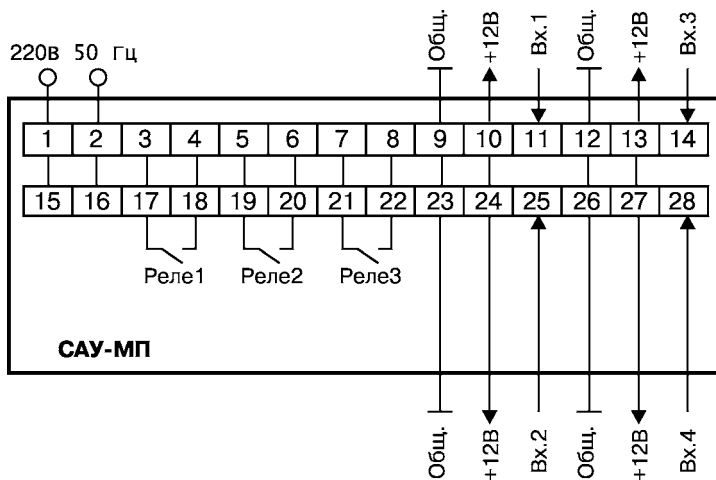 220В 50 Гц
Общ. +12В Вх.1 Общ. +12В Вх.3
1 2 3 4 5 6 7 8 9 10 11 12 13 14
15 16 17 18 19 20 21 22 23 24 25 26 27 28
Реле1 Реле2 Реле3
САУ-МП
Общ. +12В Вх.2 Общ. +12В Вх.4